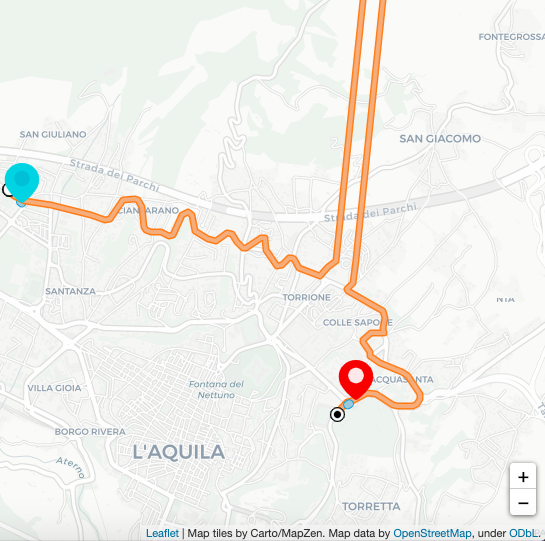 FONTEGROSSA
SAN GIULIANO
SAN GIACOMO
Strada dei Parchi
CIANFARANO
Strada dei Parchi
SANTANZA
TORRIONE
NTA
COLLE SAPONE
ACQUASANTA
VILLA GIOIA
Fontana del
Nettuno
BORGO RIVERA
L'AQUILA
Aterno
TORRETTA
+
−
Leaflet | Map tiles by Carto/MapZen. Map data by OpenStreetMap, under ODbL.